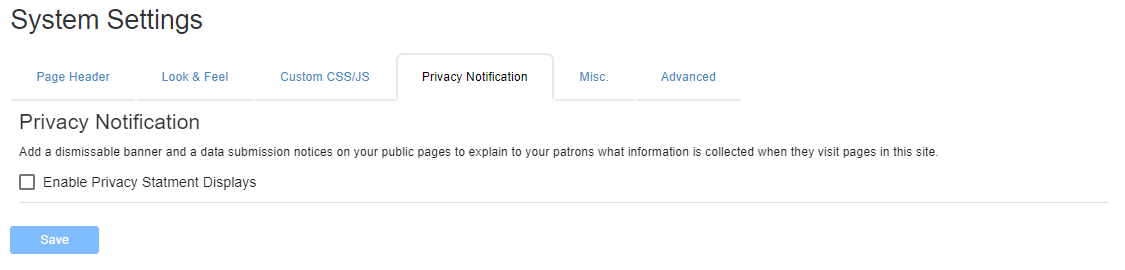 System Settings
Page Header Look & Feel Custom CSS/JS Privacy Notification Misc. Advanced
Privacy Notification
Add a dismissable banner and a data submission notices on your public pages to explain to your patrons what information is collected when they visit pages in this site.
Enable Privacy Statment Displays
Save